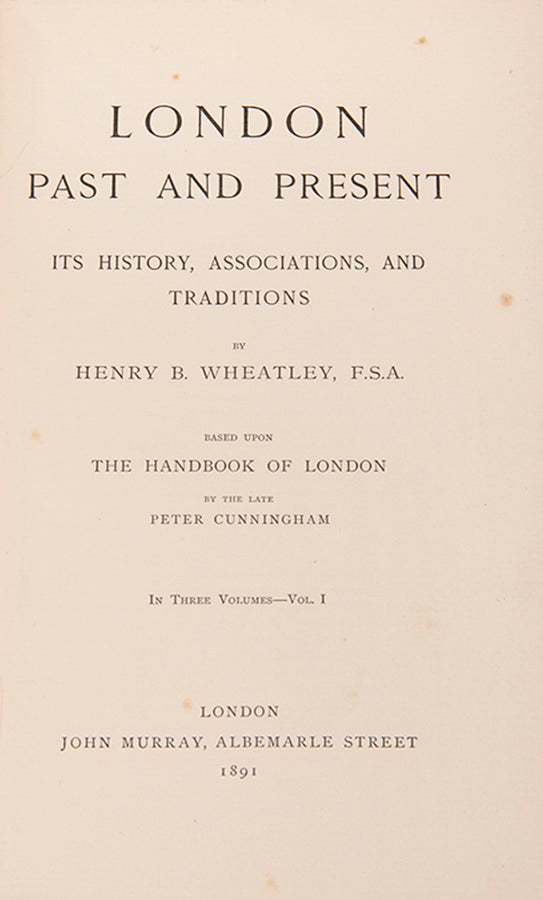 LONDON
PAST AND PRESENT
ITS HISTORY, ASSOCIATIONS, AND
TRADITIONS
BY
HENRY B. WHEATLEY, F.S.A.
BASED UPON
THE HANDBOOK OF LONDON
BY THE LATE
PETER CUNNINGHAM
IN THREE VOLUMES—VOL. I
LONDON
JOHN MURRAY, ALBEMARLE STREET
1891